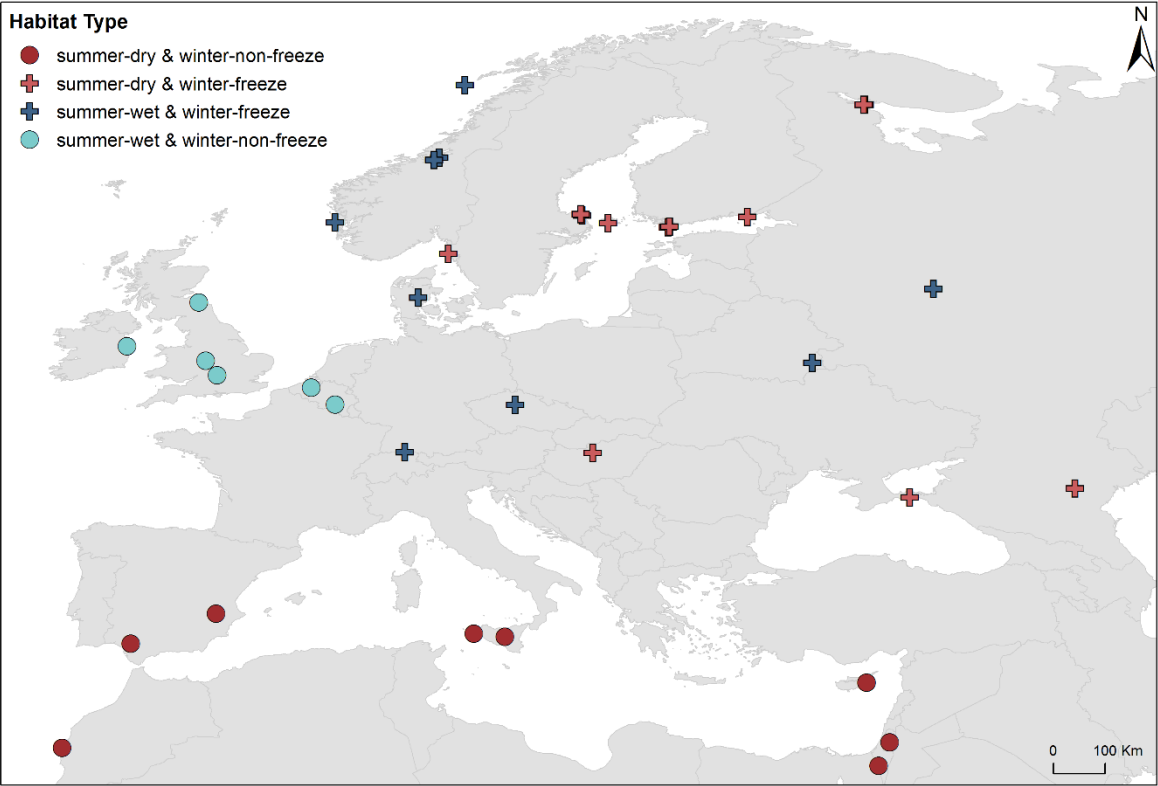 Habitat Type
summer-dry & winter-non-freeze
summer-dry & winter-freeze
summer-wet & winter-freeze
summer-wet & winter-non-freeze
N
0 100 Km